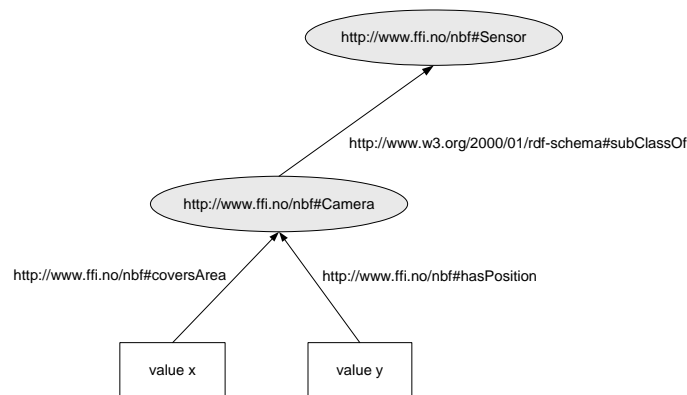 http://www.ffi.no/nbf#Sensor
http://www.w3.org/2000/01/rdf-schema#subClassOf
http://www.ffi.no/nbf#Camera
http://www.ffi.no/nbf#coversArea
http://www.ffi.no/nbf#hasPosition
value x
value y